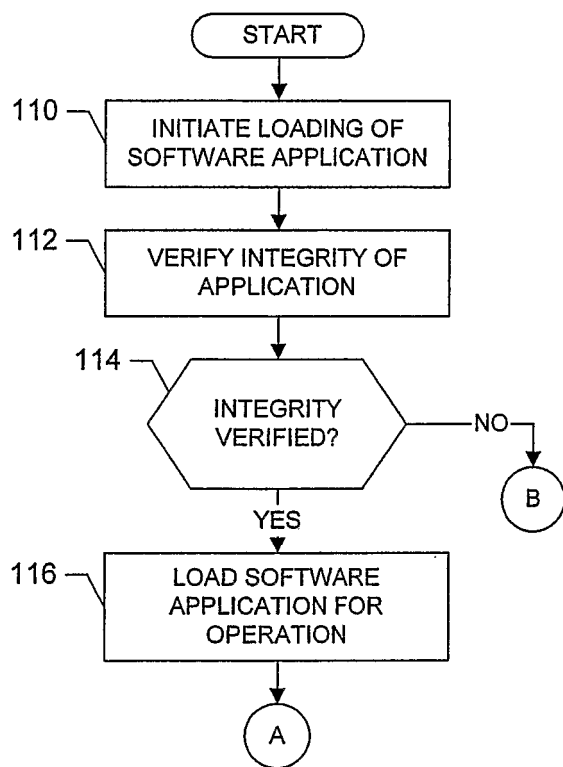 START
110
INITIATE LOADING OF
SOFTWARE APPLICATION
112
VERIFY INTEGRITY OF
APPLICATION
114
INTEGRITY
VERIFIED?
NO
B
YES
116
LOAD SOFTWARE
APPLICATION FOR
OPERATION
A